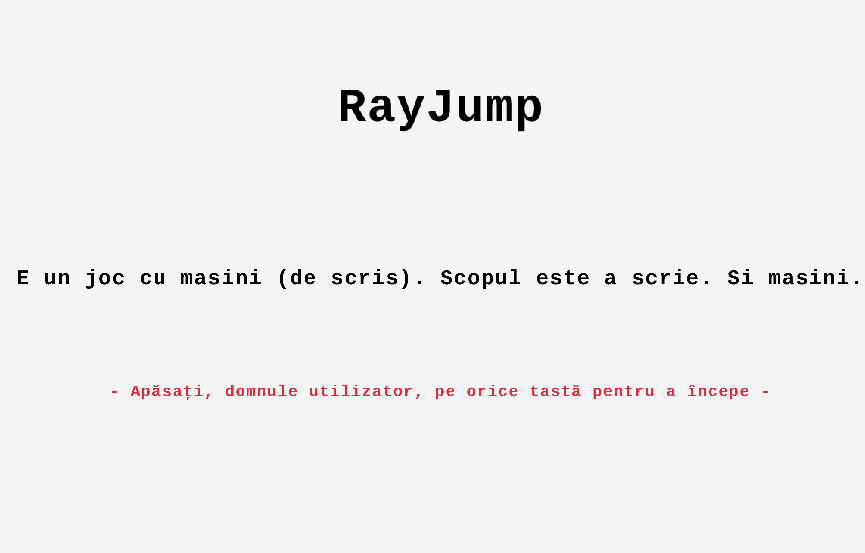 RayJump
E un joc cu masini (de scris). Scopul este a scrie. Si masini.
- Apăsați, domnule utilizator, pe orice tastă pentru a începe -